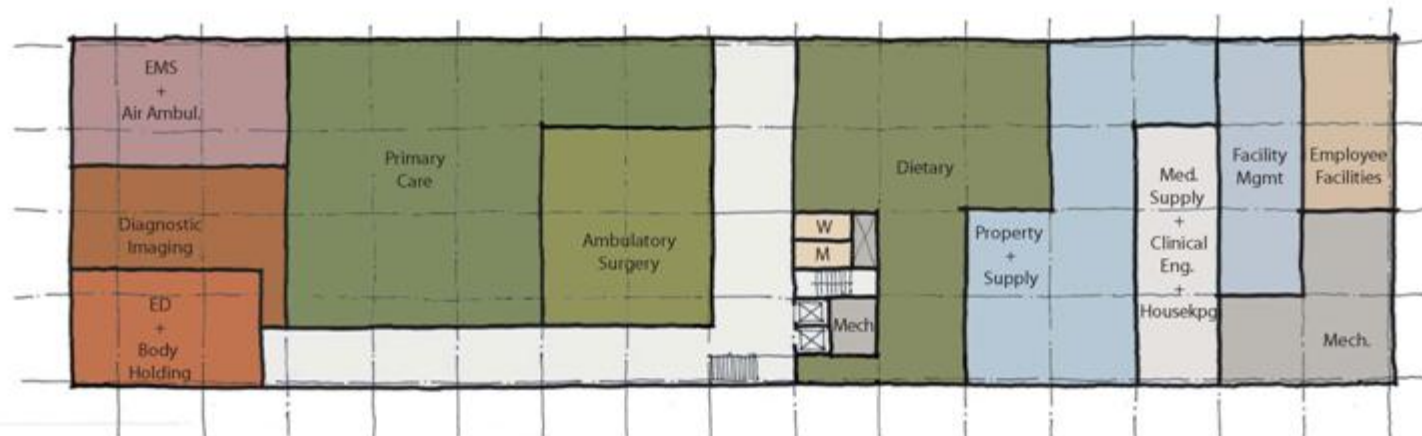 EMS
+
Air Ambul.
Diagnostic
Imaging
ED
+
Body
Holding
Primary
Care
Ambulatory
Surgery
W
M
Mech
Dietary
Property
+
Supply
Med.
Supply
+
Clinical
Eng.
+
Housekpg
Facility
Mgmt
Employee
Facilities
Mech.